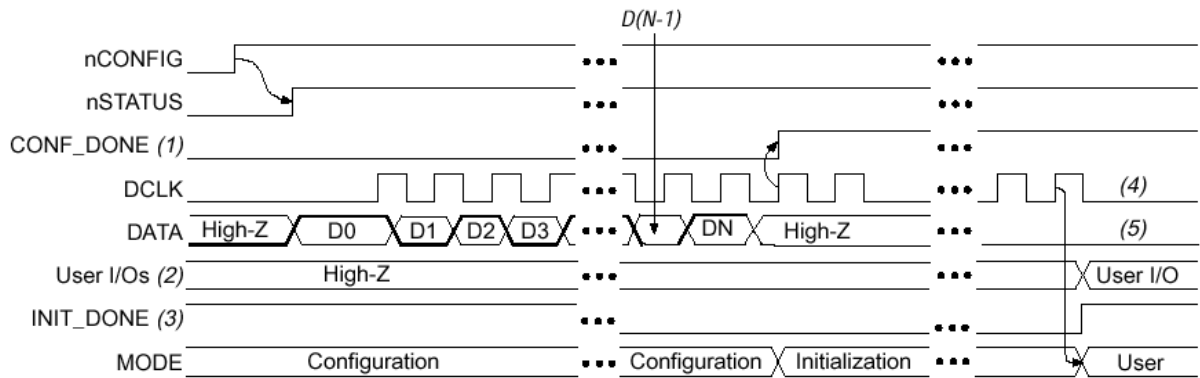 D(N-1)
nCONFIG
nSTATUS
CONF_DONE (1)
DCLK (4)
DATA High-Z D0 D1 D2 D3 DN High-Z (5)
User I/Os (2) High-Z User I/O
INIT_DONE (3)
MODE Configuration Configuration Initialization User